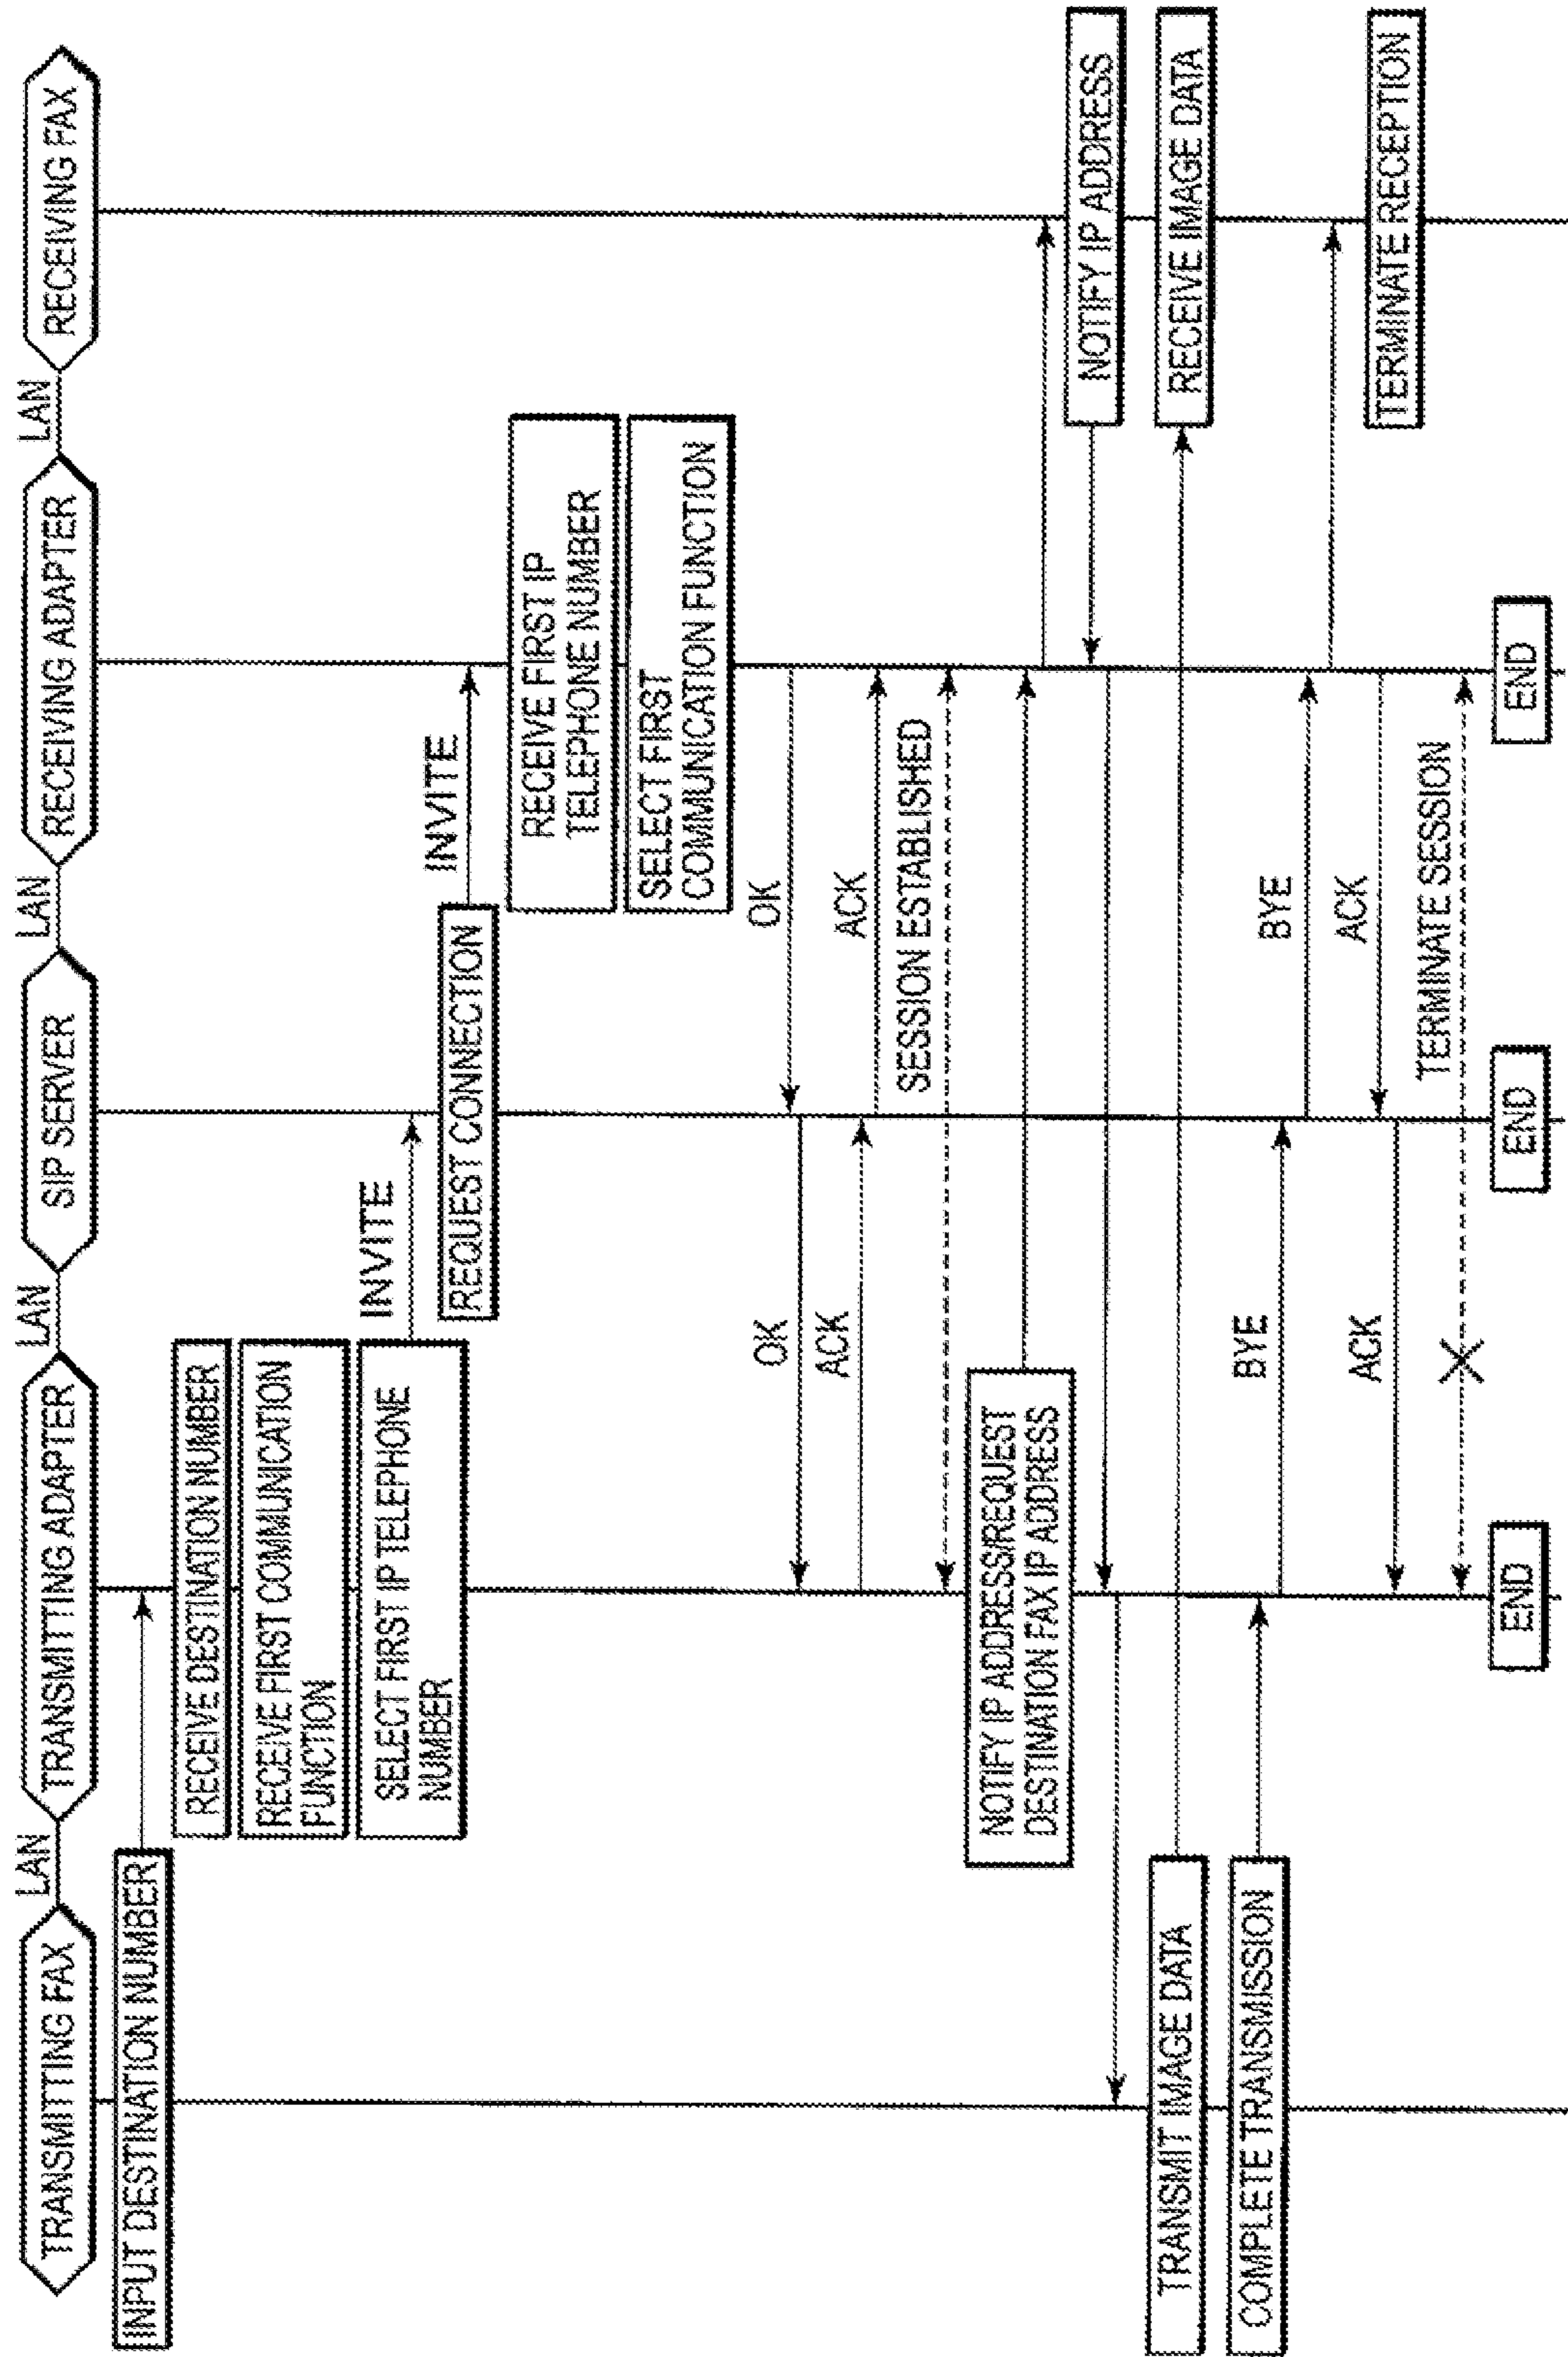 TRANSMITTING FAX
LAN
TRANSMITTING ADAPTER
LAN
SIP SERVER
LAN
RECEIVING ADAPTER
LAN
RECEIVING FAX
INPUT DESTINATION NUMBER
RECEIVE DESTINATION NUMBER
RECEIVE FIRST COMMUNICATION
FUNCTION
SELECT FIRST IP TELEPHONE
NUMBER
INVITE
REQUEST CONNECTION
INVITE
RECEIVE FIRST IP
TELEPHONE NUMBER
SELECT FIRST
COMMUNICATION FUNCTION
OK
OK
ACK
ACK
SESSION ESTABLISHED
NOTIFY IP ADDRESS/REQUEST
DESTINATION FAX IP ADDRESS
NOTIFY IP ADDRESS
TRANSMIT IMAGE DATA
RECEIVE IMAGE DATA
COMPLETE TRANSMISSION
BYE
BYE
TERMINATE RECEPTION
ACK
ACK
TERMINATE SESSION
END
END
END